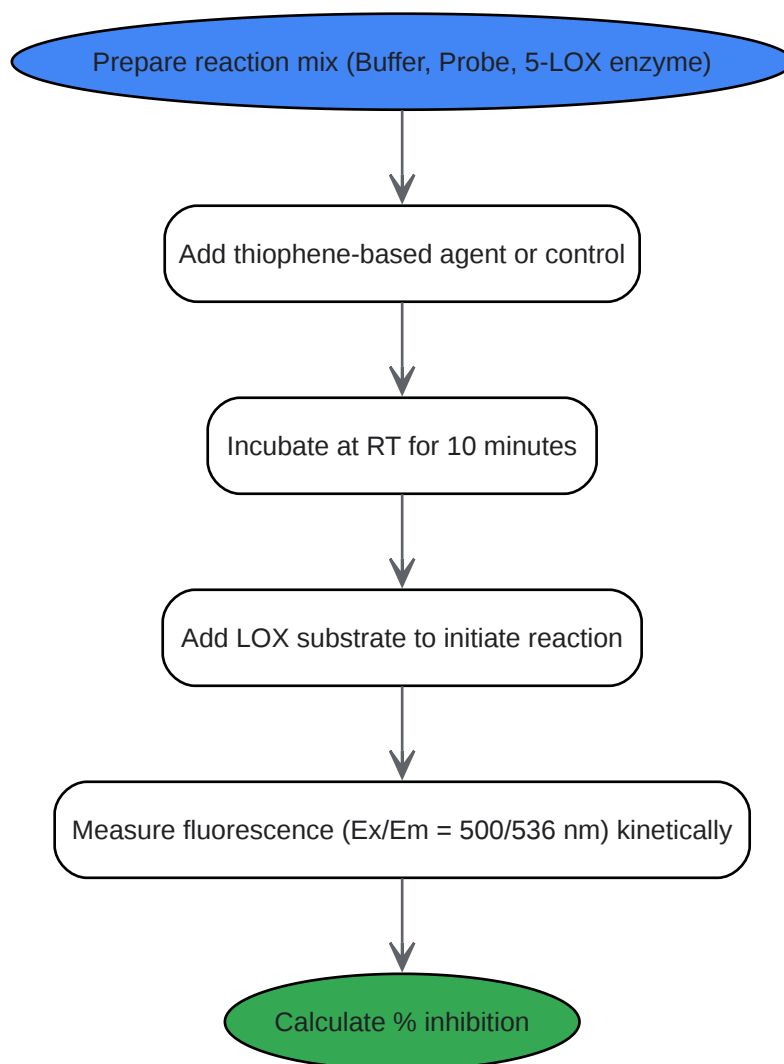 Prepare reaction mix (Buffer, Probe, 5-LOX enzyme)
Add thiophene-based agent or control
Incubate at RT for 10 minutes
Add LOX substrate to initiate reaction
Measure fluorescence (Ex/Em = 500/536 nm) kinetically
Calculate % inhibition